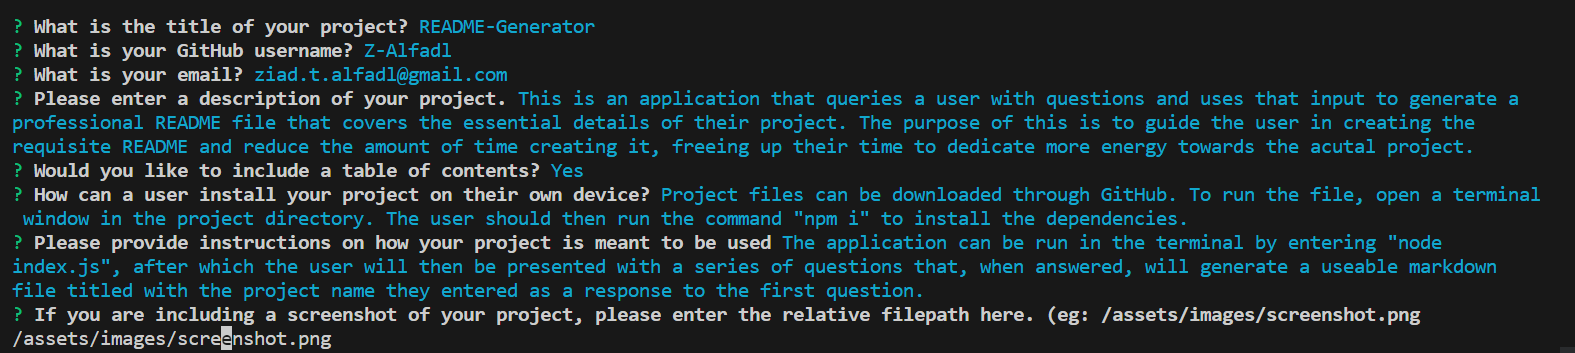 ? What is the title of your project? README-Generator
? What is your GitHub username? Z-Alfadl
? What is your email? ziad.t.alfadl@gmail.com
? Please enter a description of your project. This is an application that queries a user with questions and uses that input to generate a
professional README file that covers the essential details of their project. The purpose of this is to guide the user in creating the
requisite README and reduce the amount of time creating it, freeing up their time to dedicate more energy towards the acutal project.
? Would you like to include a table of contents? Yes
? How can a user install your project on their own device? Project files can be downloaded through GitHub. To run the file, open a terminal
window in the project directory. The user should then run the command "npm i" to install the dependencies.
? Please provide instructions on how your project is meant to be used The application can be run in the terminal by entering "node
index.js", after which the user will then be presented with a series of questions that, when answered, will generate a useable markdown
file titled with the project name they entered as a response to the first question.
? If you are including a screenshot of your project, please enter the relative filepath here. (eg: /assets/images/screenshot.png
/assets/images/screenshot.png